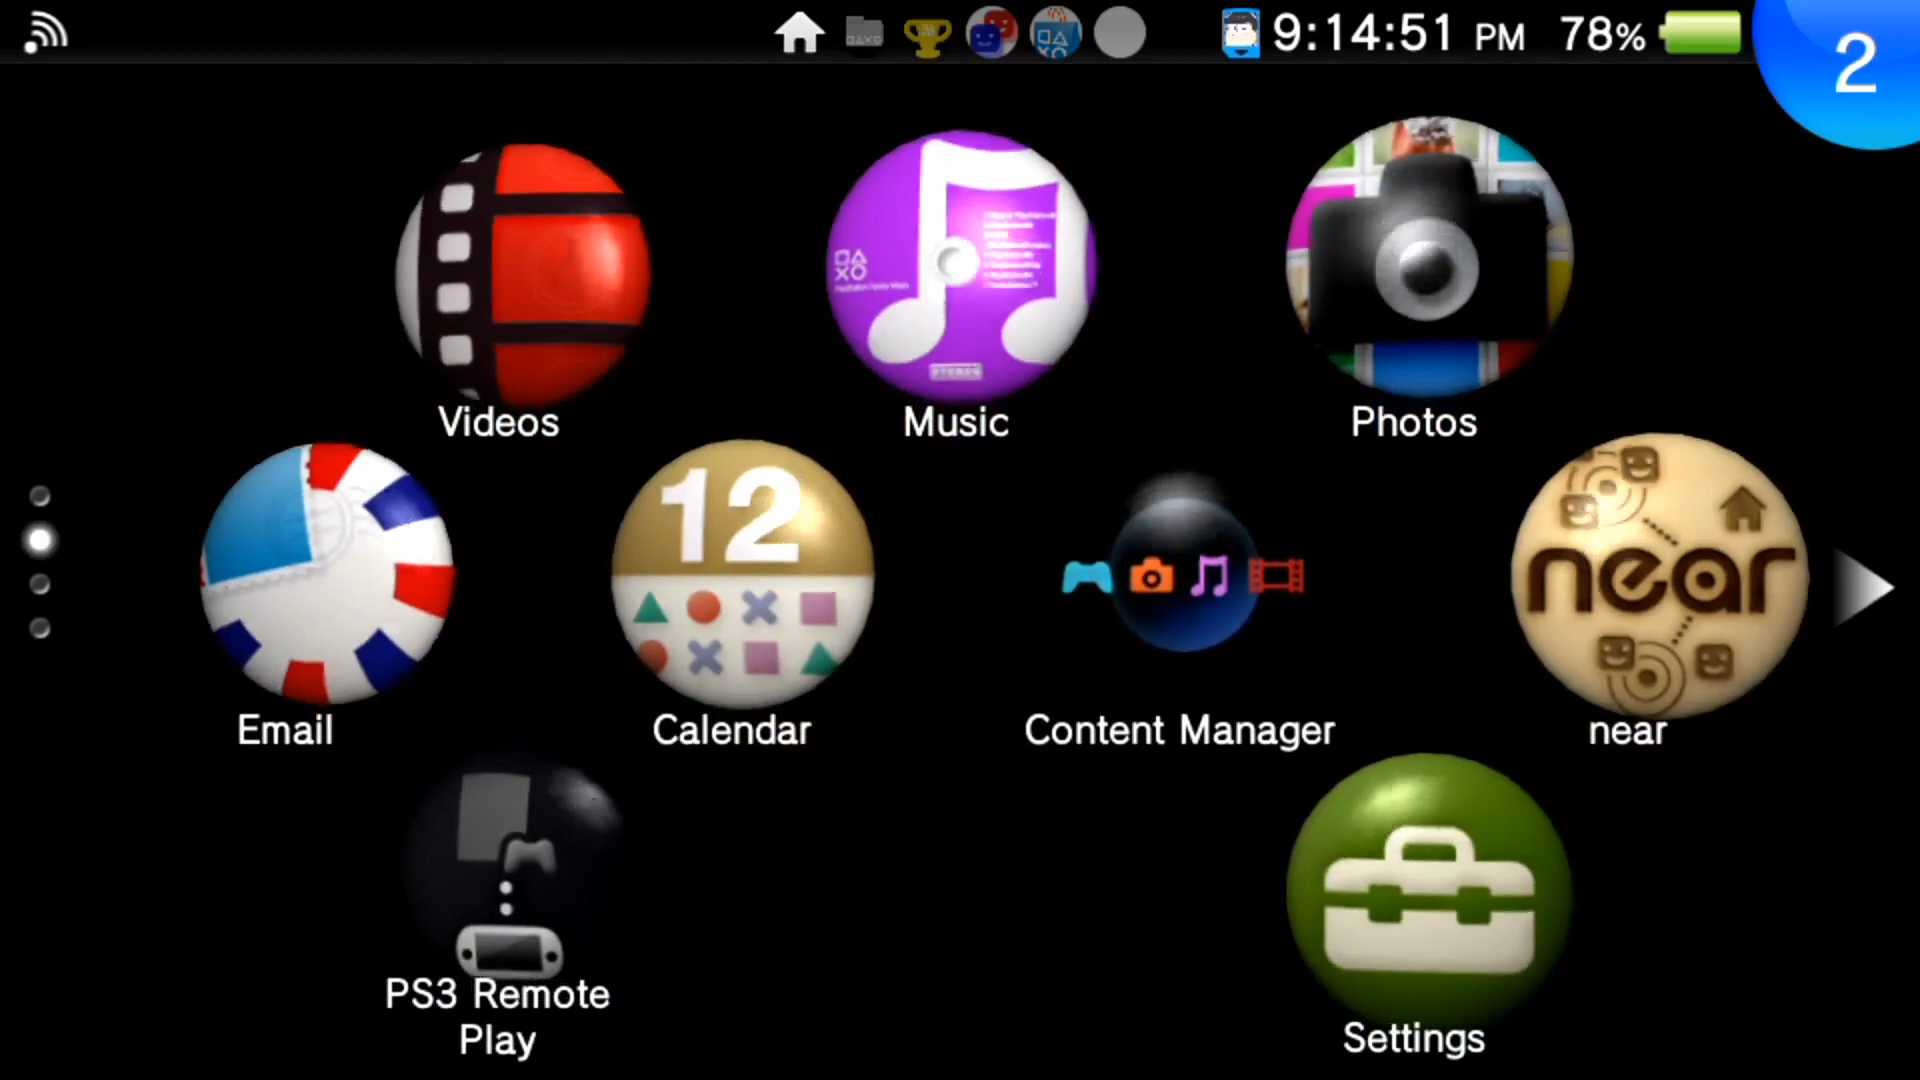 9:14:51 PM 78%
2
Videos
Music
Photos
STEREO
12
near
Email
Calendar
Content Manager
near
PS3 Remote
Play
Settings